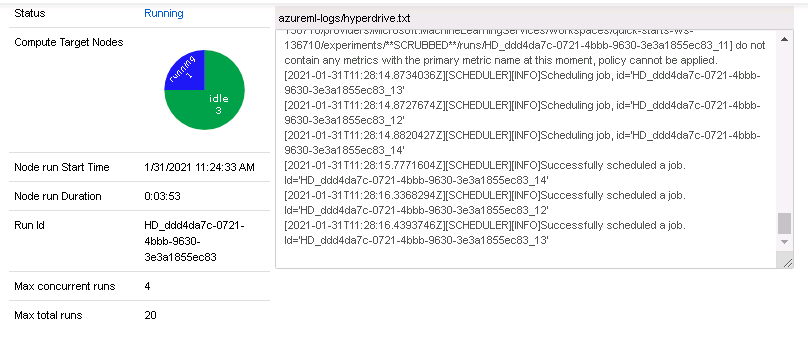 Status
Running
Compute Target Nodes
running
1
idle
3
Node run Start Time
1/31/2021 11:24:33 AM
Node run Duration
0:03:53
Run Id
HD_ddd4da7c-0721-
4bbb-9630-
3e3a1855ec83
Max concurrent runs
4
Max total runs
20
azureml-logs/hyperdrive.txt
136710/providers/Microsoft.MachineLearningServices/workspaces/quick-starts-ws-
136710/experiments/**SCRUBBED**/runs/HD_ddd4da7c-0721-4bbb-9630-3e3a1855ec83_11] do not
contain any metrics with the primary metric name at this moment, policy cannot be applied.
[2021-01-31T11:28:14.8734036Z][SCHEDULER][INFO]Scheduling job, id='HD_ddd4da7c-0721-4bbb-
9630-3e3a1855ec83_13'
[2021-01-31T11:28:14.8727674Z][SCHEDULER][INFO]Scheduling job, id='HD_ddd4da7c-0721-4bbb-
9630-3e3a1855ec83_12'
[2021-01-31T11:28:14.8820427Z][SCHEDULER][INFO]Scheduling job, id='HD_ddd4da7c-0721-4bbb-
9630-3e3a1855ec83_14'
[2021-01-31T11:28:15.7771604Z][SCHEDULER][INFO]Successfully scheduled a job.
Id='HD_ddd4da7c-0721-4bbb-9630-3e3a1855ec83_14'
[2021-01-31T11:28:16.3368294Z][SCHEDULER][INFO]Successfully scheduled a job.
Id='HD_ddd4da7c-0721-4bbb-9630-3e3a1855ec83_12'
[2021-01-31T11:28:16.4393746Z][SCHEDULER][INFO]Successfully scheduled a job.
Id='HD_ddd4da7c-0721-4bbb-9630-3e3a1855ec83_13'